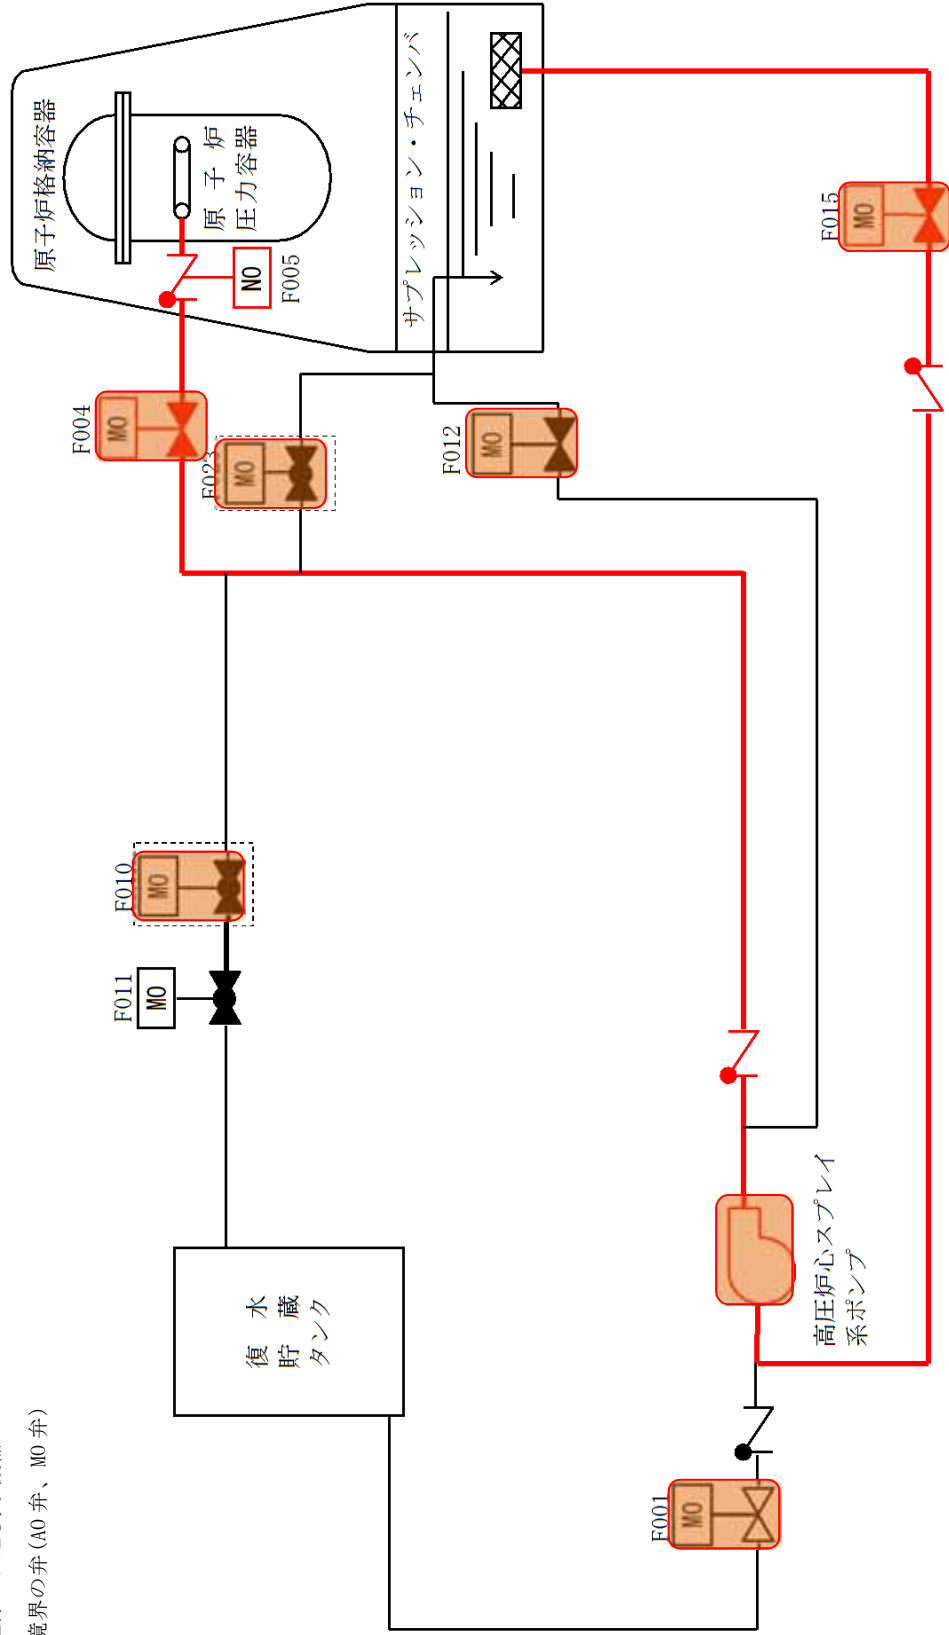 境界の弁(AO弁、MO弁)
原子炉格納容器
原子炉
圧力容器
サプレッション・チェンバ
NO
F005
F004
MO
F023
MO
F012
MO
F015
MO
F010
MO
F011
MO
復水
貯蔵
タンク
高圧炉心スプレイ
系ポンプ
F001
MO